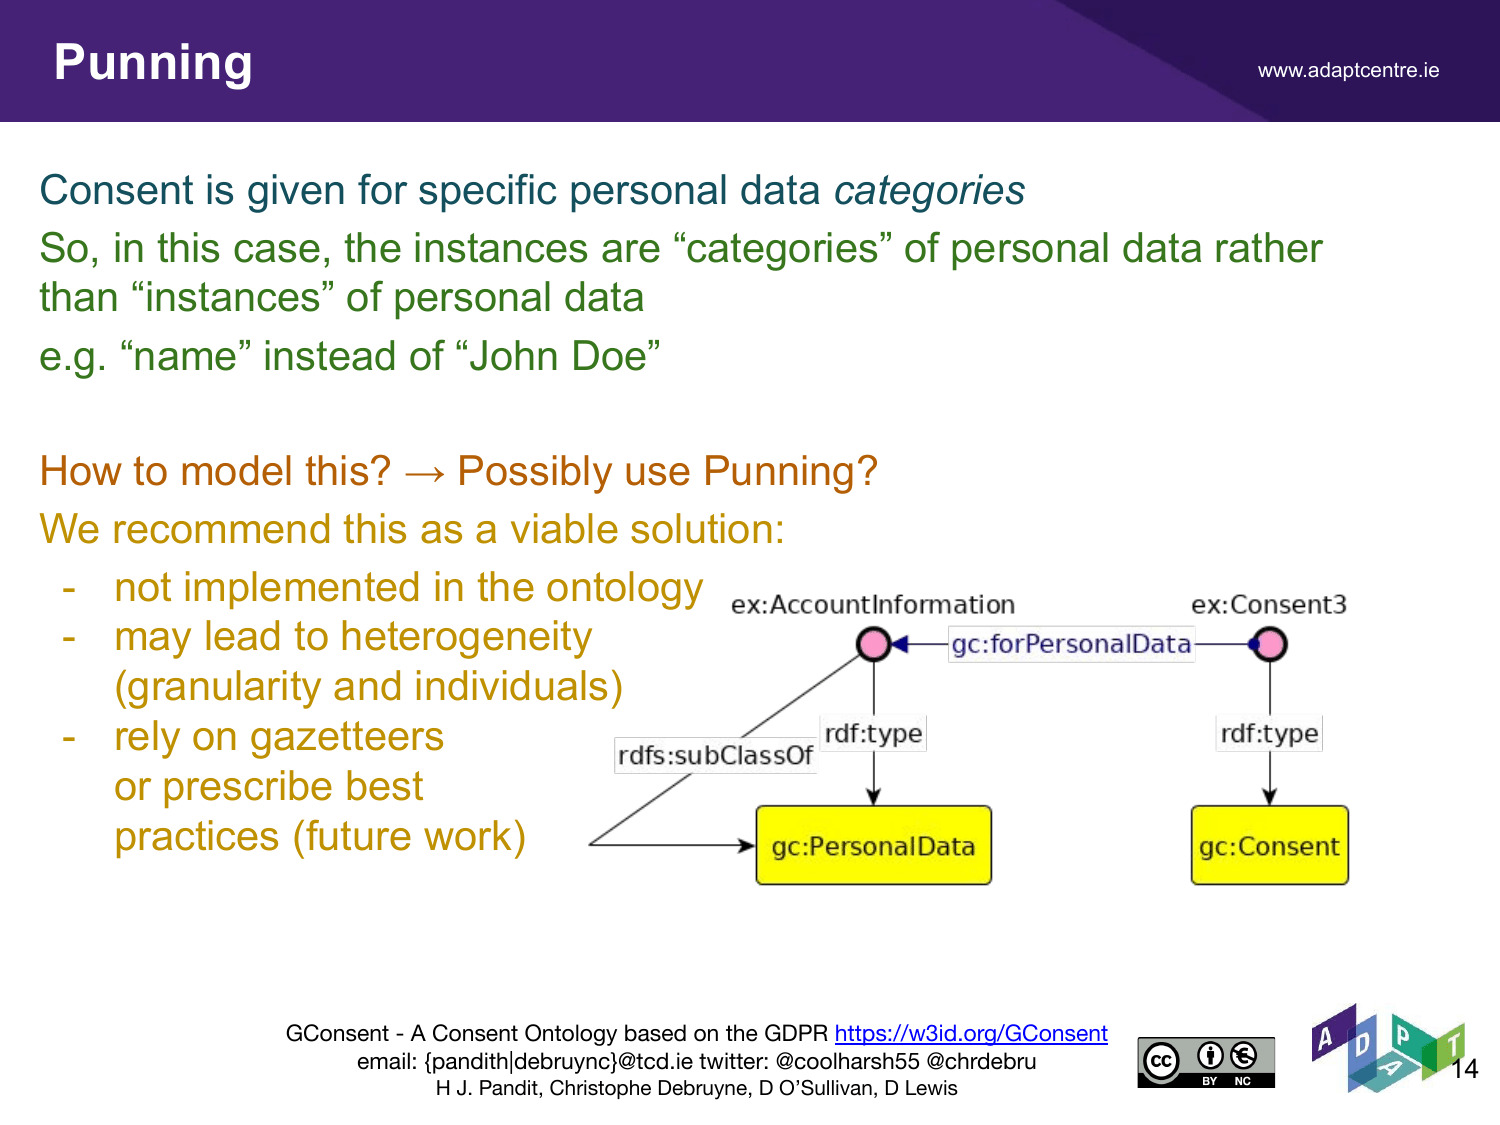 Punning
www.adaptcentre.ie
Consent is given for specific personal data categories
So, in this case, the instances are “categories” of personal data rather
than “instances” of personal data
e.g. “name” instead of “John Doe”
How to model this? → Possibly use Punning?
We recommend this as a viable solution:
- not implemented in the ontology
- may lead to heterogeneity
(granularity and individuals)
- rely on gazetteers
or prescribe best
practices (future work)
ex:AccountInformation
ex:Consent3
gc:forPersonalData
rdf:type
rdf:type
rdfs:subClassOf
gc:PersonalData
gc:Consent
GConsent - A Consent Ontology based on the GDPR https://w3id.org/GConsent
email: {pandith|debruync}@tcd.ie twitter: @coolharsh55 @chrdebru
H J. Pandit, Christophe Debruyne, D O’Sullivan, D Lewis
cc
BY NC
ADAPT
14